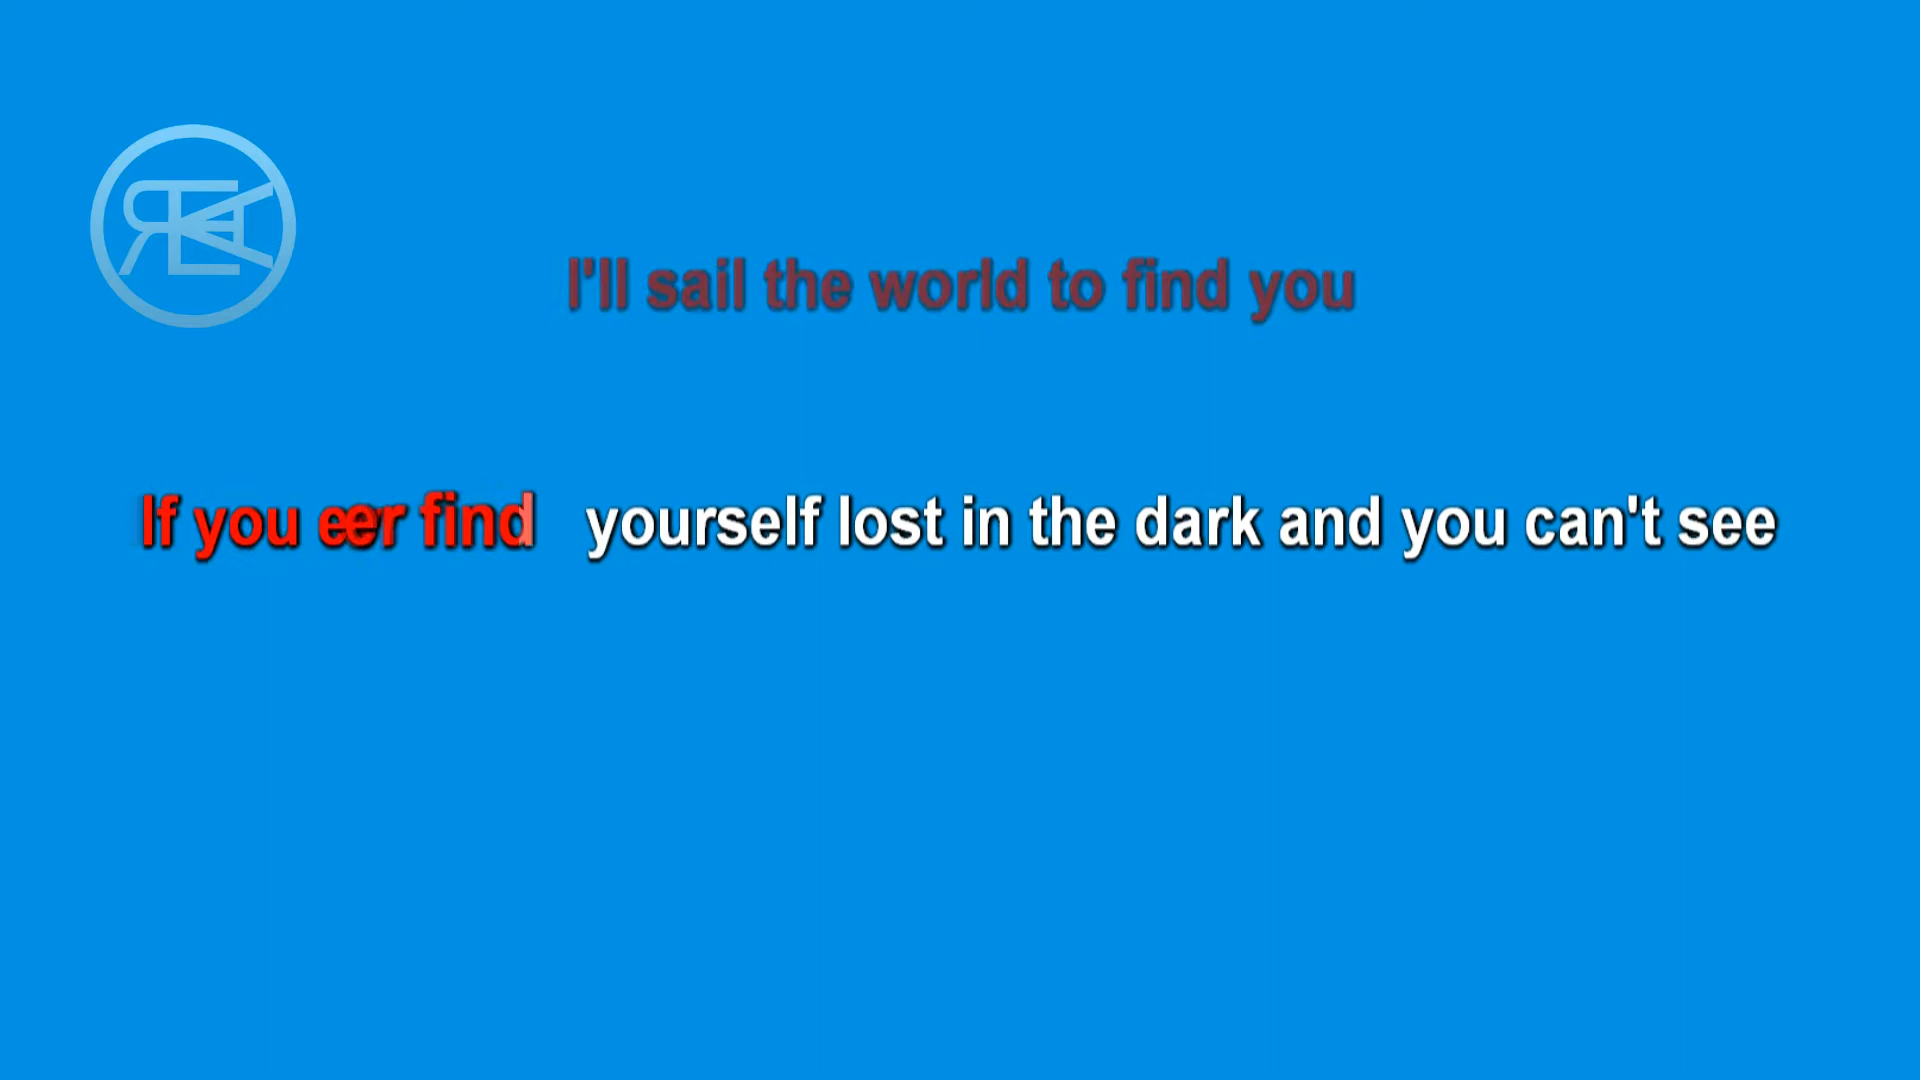 I'll sail the world to find you
If you eer find yourself lost in the dark and you can't see